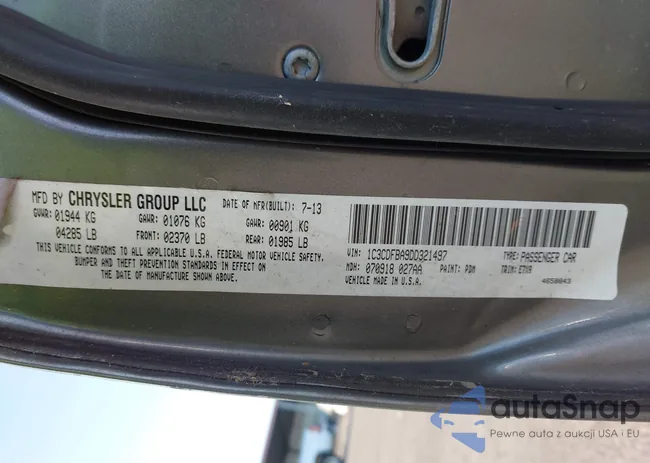 MFD BY CHRYSLER GROUP LLC DATE OF MFR(BUILT): 7-13
GVWR: 01944 KG GAWR: 01076 KG GAWR: 00901 KG
04285 LB FRONT: 02370 LB REAR: 01985 LB
THIS VEHICLE CONFORMS TO ALL APPLICABLE U.S.A. FEDERAL MOTOR VEHICLE SAFETY,
BUMPER AND THEFT PREVENTION STANDARDS IN EFFECT ON THE DATE OF
MANUFACTURE SHOWN ABOVE.
VIN: 1C3CDFBA9DD321497 TYPE: PASSENGER CAR
MDH: 070918 027AA PAINT: PDM TRIM: E7X9
VEHICLE MADE IN U.S.A. 4658843
autaSnap
Pewne auta z aukcji USA i EU